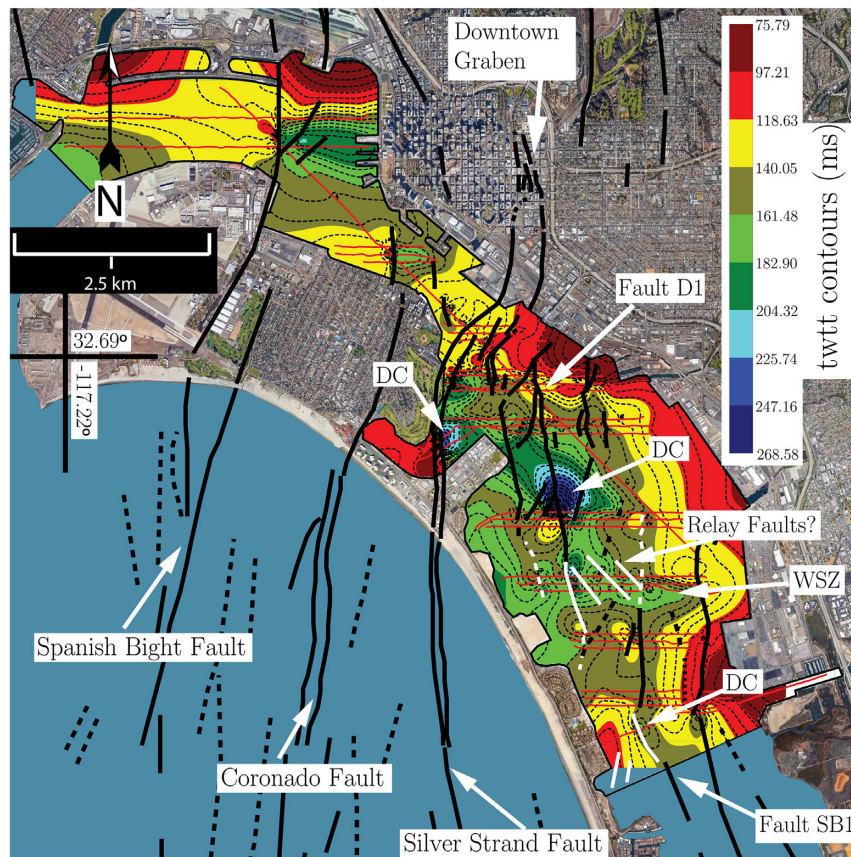 Downtown
Graben
75.79
97.21
118.63
140.05
161.48
182.90
204.32
225.74
247.16
268.58
twtt contours (ms)
N
2.5 km
32.69º
-117.22º
Fault D1
DC
DC
Relay Faults?
WSZ
Spanish Bight Fault
DC
Coronado Fault
Silver Strand Fault
Fault SB1